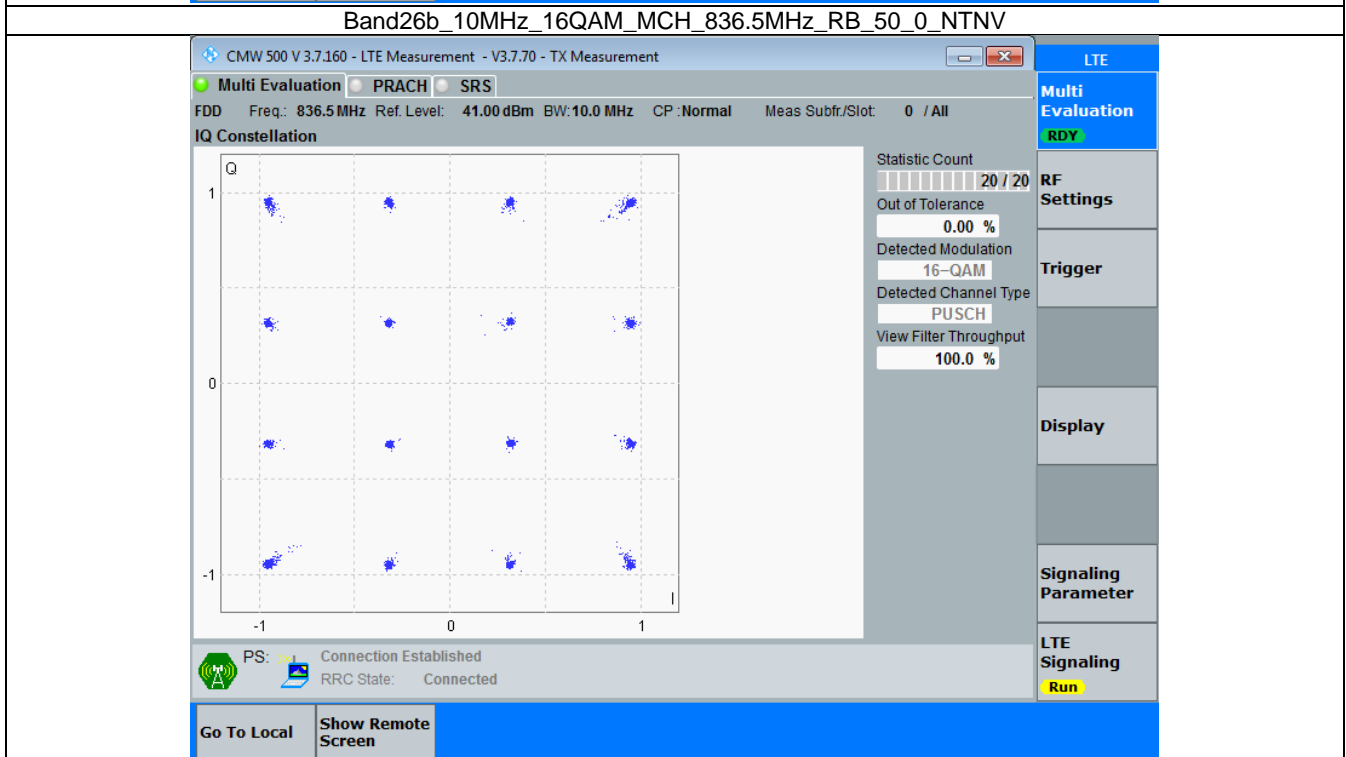 Band26b_10MHz_16QAM_MCH_836.5MHz_RB_50_0_NTNV
CMW 500 V 3.7.160 - LTE Measurement - V3.7.70 - TX Measurement
LTE
Multi Evaluation PRACH SRS
Multi
Evaluation
RDY
FDD Freq.: 836.5 MHz Ref. Level: 41.00 dBm BW: 10.0 MHz CP : Normal Meas Subfr./Slot: 0 / All
IQ Constellation
Q
1
0
-1
I
-1 0 1
Statistic Count
20 / 20
Out of Tolerance
0.00 %
Detected Modulation
16-QAM
Detected Channel Type
PUSCH
View Filter Throughput
100.0 %
RF
Settings
Trigger
Display
Signaling
Parameter
LTE
Signaling
Run
PS: Connection Established
RRC State: Connected
Go To Local
Show Remote
Screen